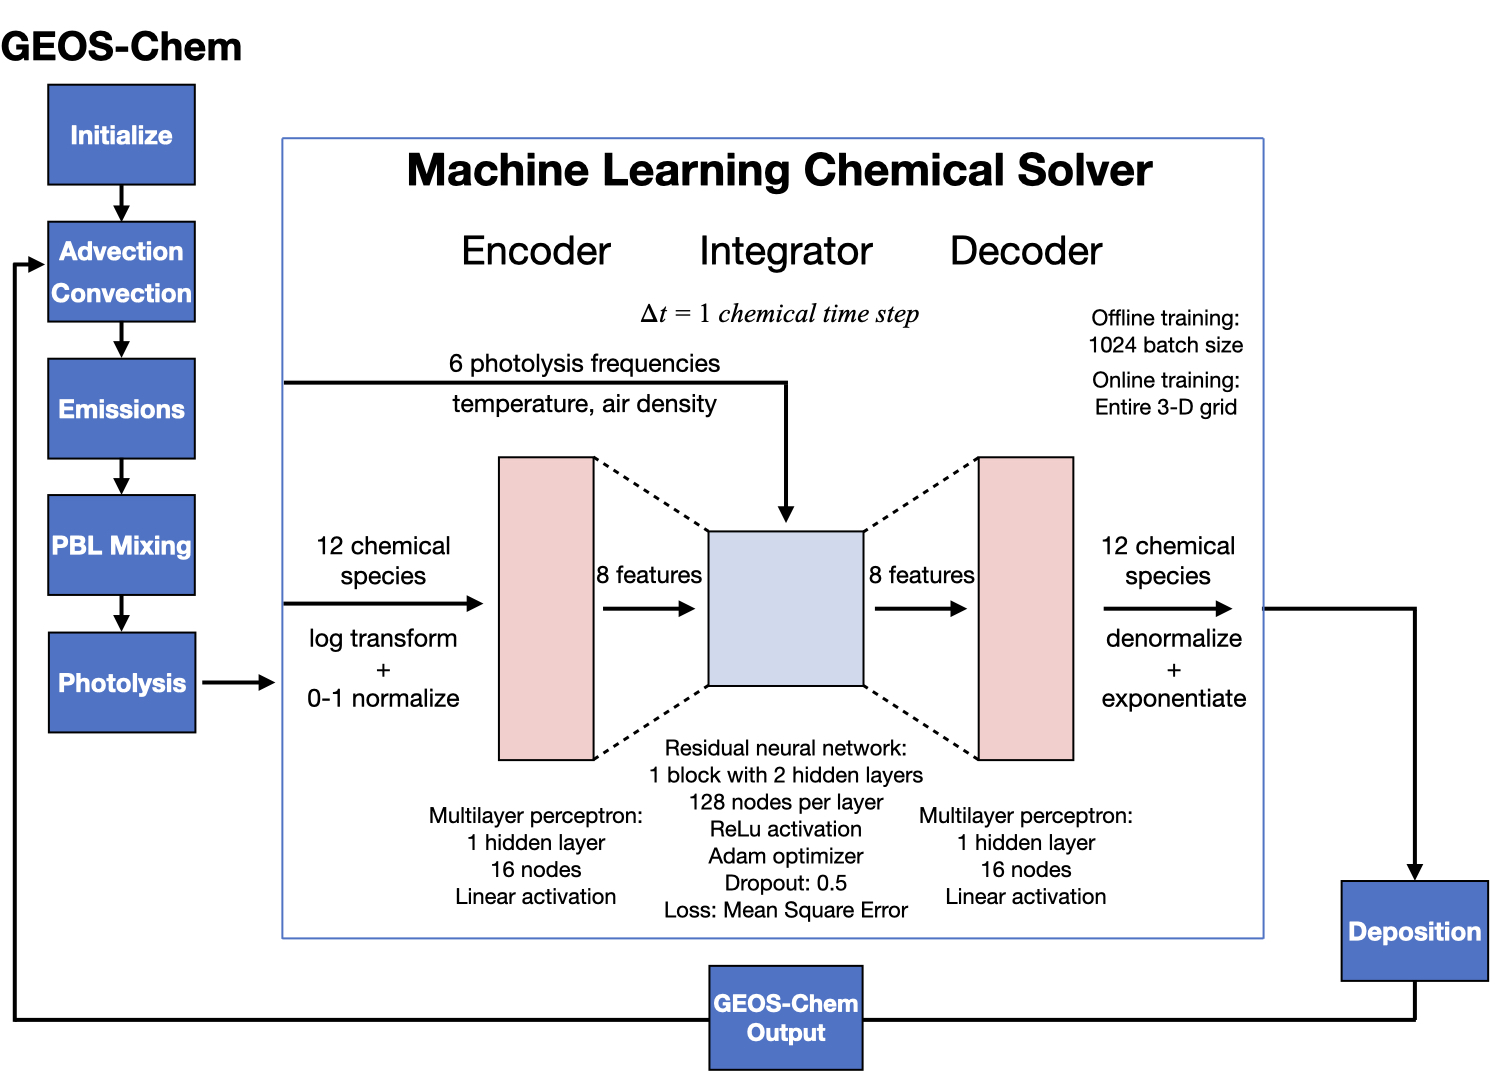 GEOS-Chem
Initialize
Advection
Convection
Emissions
PBL Mixing
Photolysis
Machine Learning Chemical Solver
Encoder
Integrator
Decoder
Δt = 1 chemical time step
Offline training:
1024 batch size
Online training:
Entire 3-D grid
6 photolysis frequencies
temperature, air density
12 chemical
species
log transform
+
0-1 normalize
8 features
8 features
12 chemical
species
denormalize
+
exponentiate
Multilayer perceptron:
1 hidden layer
16 nodes
Linear activation
Residual neural network:
1 block with 2 hidden layers
128 nodes per layer
ReLu activation
Adam optimizer
Dropout: 0.5
Loss: Mean Square Error
Multilayer perceptron:
1 hidden layer
16 nodes
Linear activation
Deposition
GEOS-Chem
Output